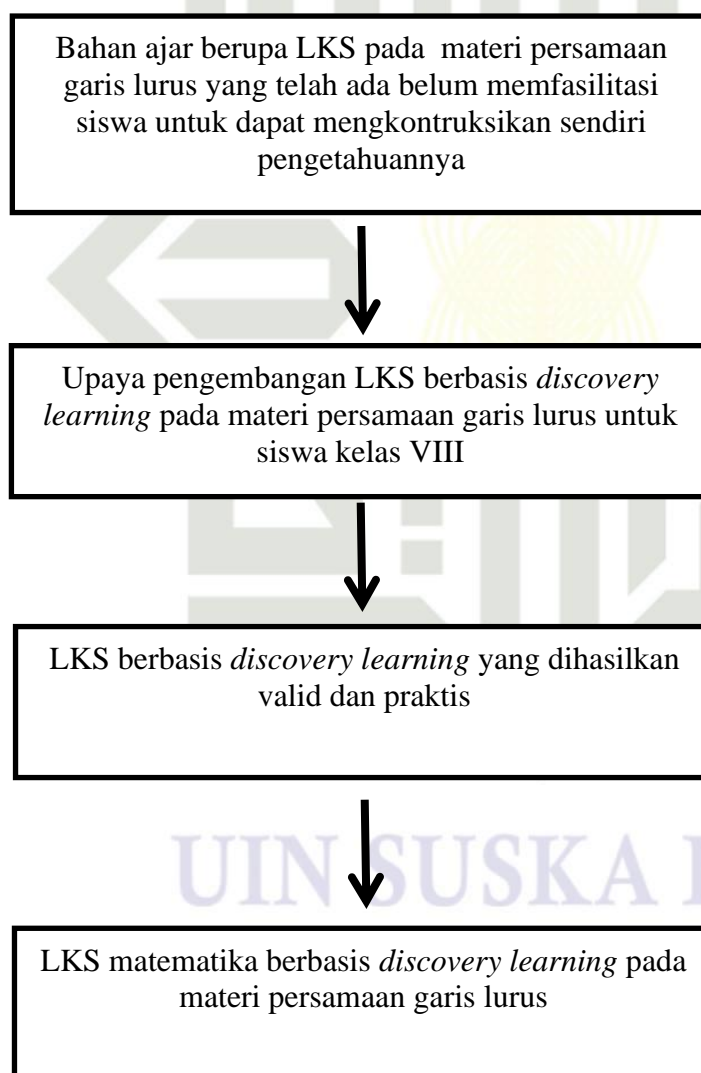 Bahan ajar berupa LKS pada materi persamaan
garis lurus yang telah ada belum memfasilitasi
siswa untuk dapat mengkontruksikan sendiri
pengetahuannya
Upaya pengembangan LKS berbasis discovery
learning pada materi persamaan garis lurus untuk
siswa kelas VIII
LKS berbasis discovery learning yang dihasilkan
valid dan praktis
UIN SUSKA
LKS matematika berbasis discovery learning pada
materi persamaan garis lurus